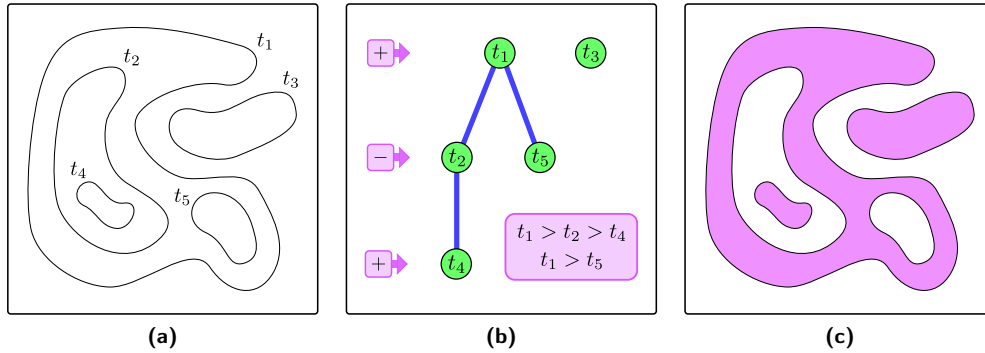 t₁
t₂
t₃
t₄
t₅
+
t₁
t₃
−
t₂
t₅
+
t₄
t₁ > t₂ > t₄
t₁ > t₅
(a)
(b)
(c)